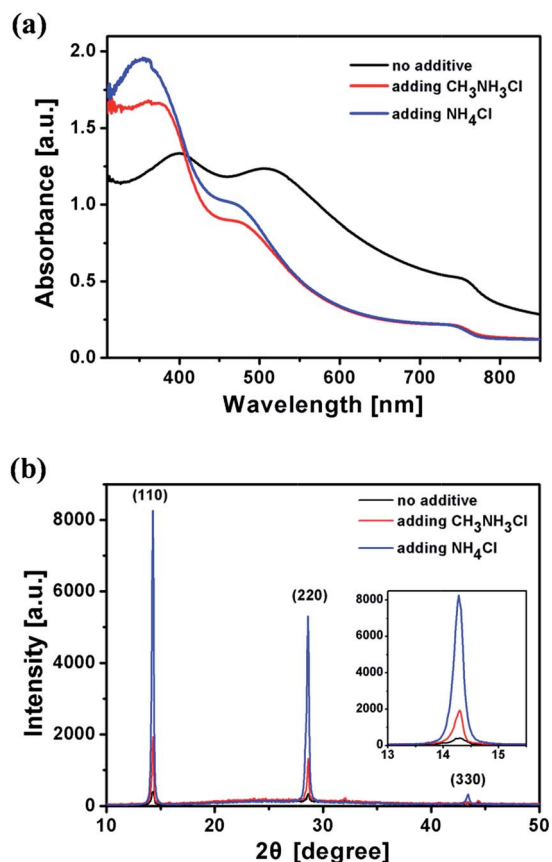 (a)
2.0
1.5
1.0
0.5
0.0
Absorbance [a.u.]
no additive
adding CH₃NH₃Cl
adding NH₄Cl
400 500 600 700 800
Wavelength [nm]
(b)
(110)
(220)
(330)
8000
6000
4000
2000
0
Intensity [a.u.]
no additive
adding CH₃NH₃Cl
adding NH₄Cl
8000
6000
4000
2000
0
13 14 15
10 20 30 40 50
2θ [degree]